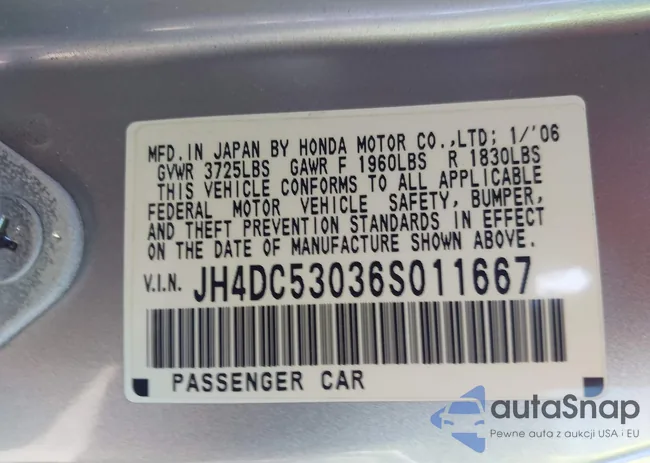 MFD. IN JAPAN BY HONDA MOTOR CO.,LTD; 1/'06
GVWR 3725LBS GAWR F 1960LBS R 1830LBS
THIS VEHICLE CONFORMS TO ALL APPLICABLE
FEDERAL MOTOR VEHICLE SAFETY, BUMPER,
AND THEFT PREVENTION STANDARDS IN EFFECT
ON THE DATE OF MANUFACTURE SHOWN ABOVE.
V.I.N. JH4DC53036S011667
PASSENGER CAR
autaSnap
Pewne auta z aukcji USA i EU